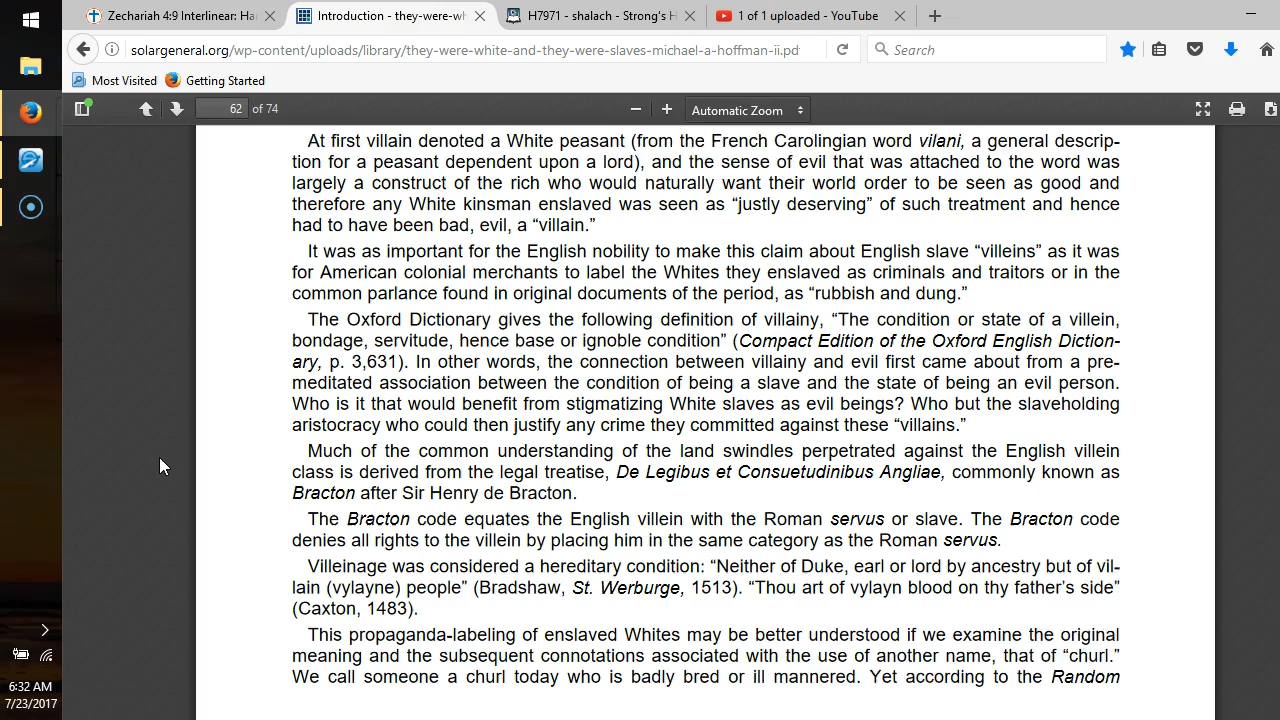 Zechariah 4:9 Interlinear: Ha
Introduction - they-were-wh
H7971 - shalach - Strong's H
1 of 1 uploaded - YouTube
solargeneral.org/wp-content/uploads/library/they-were-white-and-they-were-slaves-michael-a-hoffman-ii.pd
Search
Most Visited
Getting Started
62 of 74
Automatic Zoom
At first villain denoted a White peasant (from the French Carolingian word vilani, a general descrip-
tion for a peasant dependent upon a lord), and the sense of evil that was attached to the word was
largely a construct of the rich who would naturally want their world order to be seen as good and
therefore any White kinsman enslaved was seen as “justly deserving” of such treatment and hence
had to have been bad, evil, a “villain.”
It was as important for the English nobility to make this claim about English slave “villeins” as it was
for American colonial merchants to label the Whites they enslaved as criminals and traitors or in the
common parlance found in original documents of the period, as “rubbish and dung.”
The Oxford Dictionary gives the following definition of villainy, “The condition or state of a villein,
bondage, servitude, hence base or ignoble condition” (Compact Edition of the Oxford English Diction-
ary, p. 3,631). In other words, the connection between villainy and evil first came about from a pre-
meditated association between the condition of being a slave and the state of being an evil person.
Who is it that would benefit from stigmatizing White slaves as evil beings? Who but the slaveholding
aristocracy who could then justify any crime they committed against these “villains.”
Much of the common understanding of the land swindles perpetrated against the English villein
class is derived from the legal treatise, De Legibus et Consuetudinibus Angliae, commonly known as
Bracton after Sir Henry de Bracton.
The Bracton code equates the English villein with the Roman servus or slave. The Bracton code
denies all rights to the villein by placing him in the same category as the Roman servus.
Villeinage was considered a hereditary condition: “Neither of Duke, earl or lord by ancestry but of vil-
lain (vylayne) people” (Bradshaw, St. Werburge, 1513). “Thou art of vylayn blood on thy father’s side”
(Caxton, 1483).
This propaganda-labeling of enslaved Whites may be better understood if we examine the original
meaning and the subsequent connotations associated with the use of another name, that of “churl.”
We call someone a churl today who is badly bred or ill mannered. Yet according to the Random
6:32 AM
7/23/2017